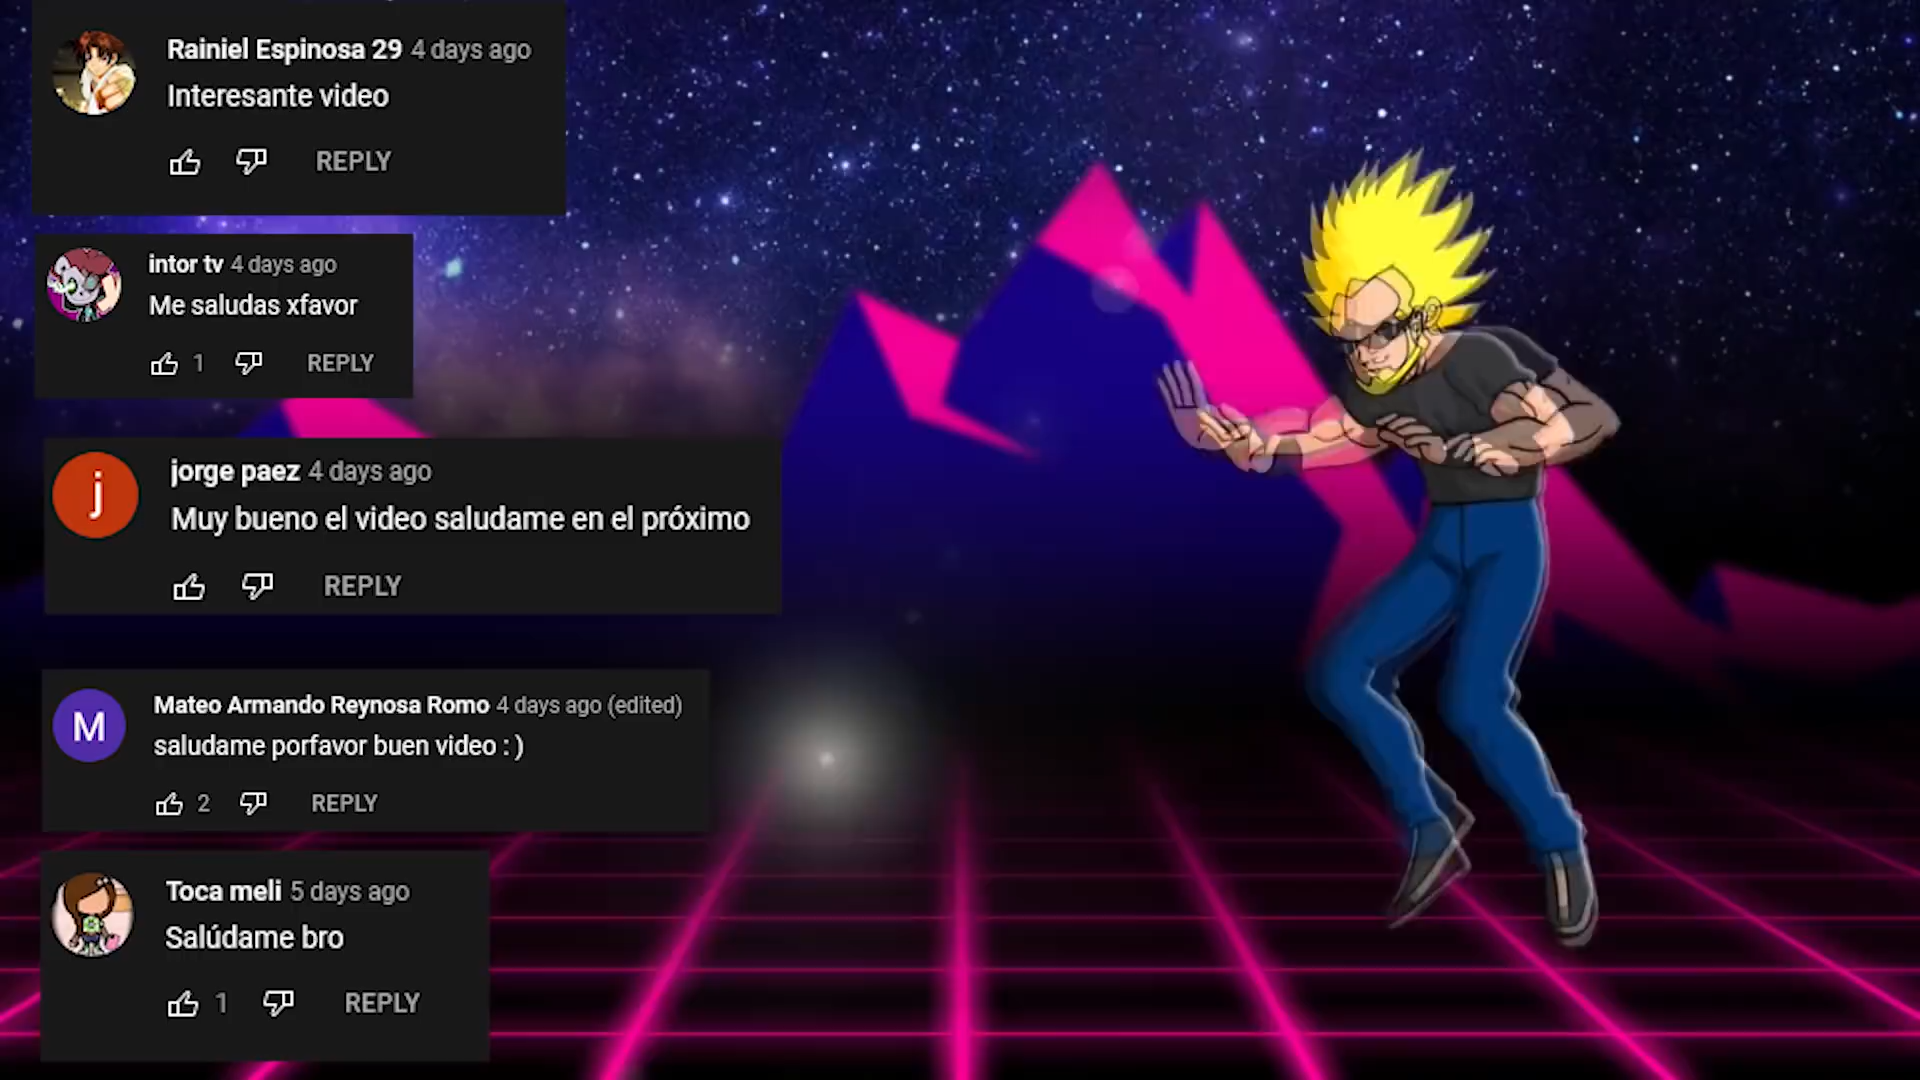 Rainiel Espinosa 29 4 days ago
Interesante video
REPLY
intor tv 4 days ago
Me saludas xfavor
1 REPLY
j
jorge paez 4 days ago
Muy bueno el video saludame en el próximo
REPLY
M
Mateo Armando Reynosa Romo 4 days ago (edited)
saludame porfavor buen video : )
2 REPLY
Toca meli 5 days ago
Salúdame bro
1 REPLY